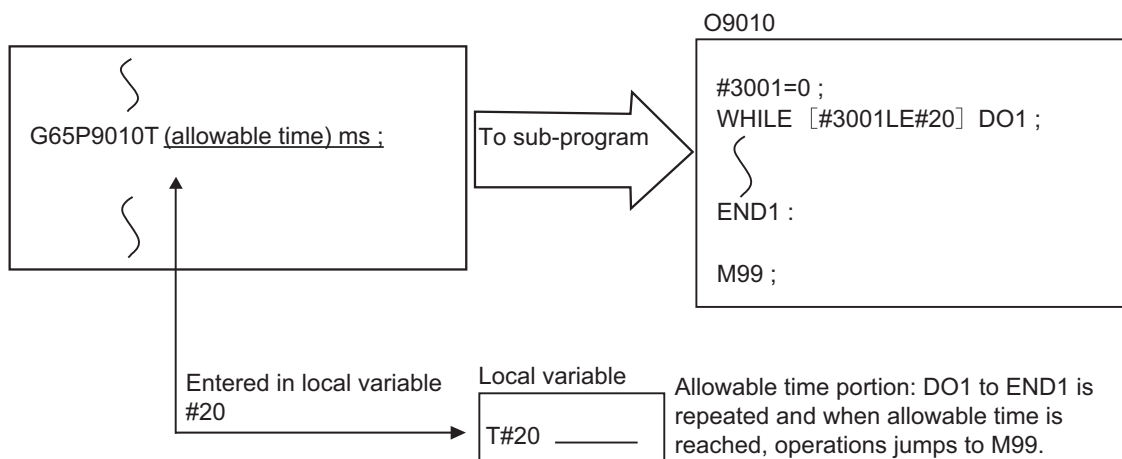 O9010
G65P9010T (allowable time) ms ;
To sub-program
#3001=0 ;
WHILE［#3001LE#20］DO1 ;
END1 :
M99 ;
Entered in local variable
#20
Local variable
T#20
Allowable time portion: DO1 to END1 is
repeated and when allowable time is
reached, operations jumps to M99.